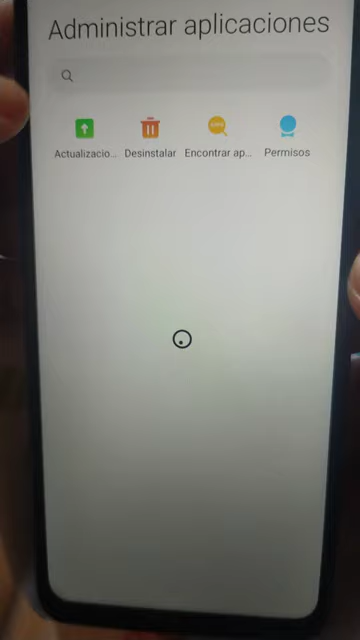 Administrar aplicaciones
Actualizacio... Desinstalar Encontrar ap... Permisos